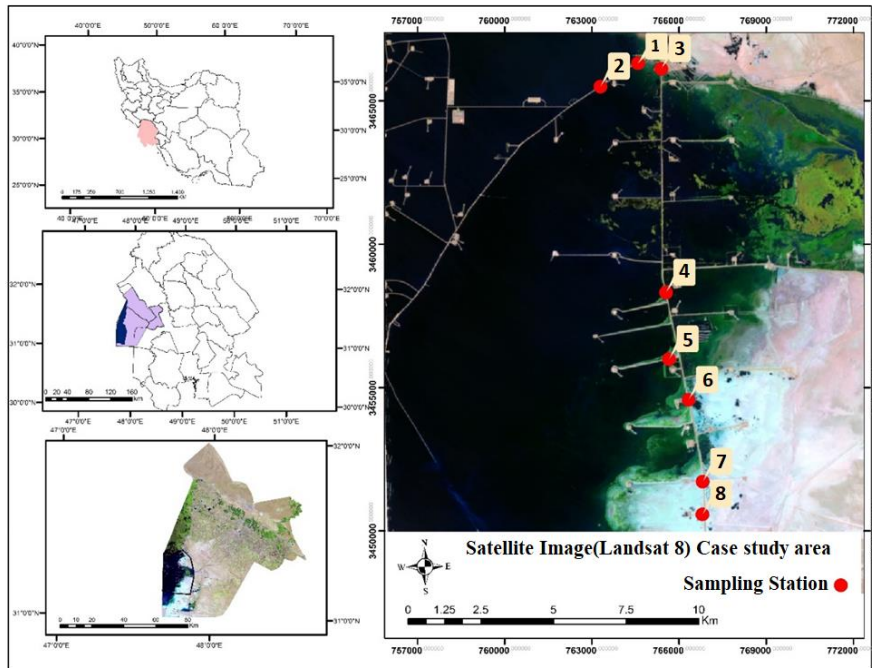 40°0'0"E 50°0'0"E 60°0'0"E 70°0'0"E
40°0'0"N
35°0'0"N
30°0'0"N
25°0'0"N
35°0'0"N
30°0'0"N
25°0'0"N
40°0'0"E 50°0'0"E 60°0'0"E 70°0'0"E
47°0'0"E 48°0'0"E 49°0'0"E 50°0'0"E 51°0'0"E
32°0'0"N
31°0'0"N
30°0'0"N
32°0'0"N
31°0'0"N
30°0'0"N
0 20 40 80 120 160
Km
47°0'0"E 48°0'0"E 49°0'0"E 50°0'0"E 51°0'0"E
47°0'0"E 48°0'0"E
32°0'0"N
31°0'0"N
31°0'0"N
0 10 20 40 60 80
Km
47°0'0"E 48°0'0"E
757000 760000 763000 766000 769000 772000
3465000
3460000
3455000
3450000
1
2
3
4
5
6
7
8
N
W E
S
Satellite Image(Landsat 8) Case study area
Sampling Station
0 1.25 2.5 5 7.5 10
Km
757000 760000 763000 766000 769000 772000